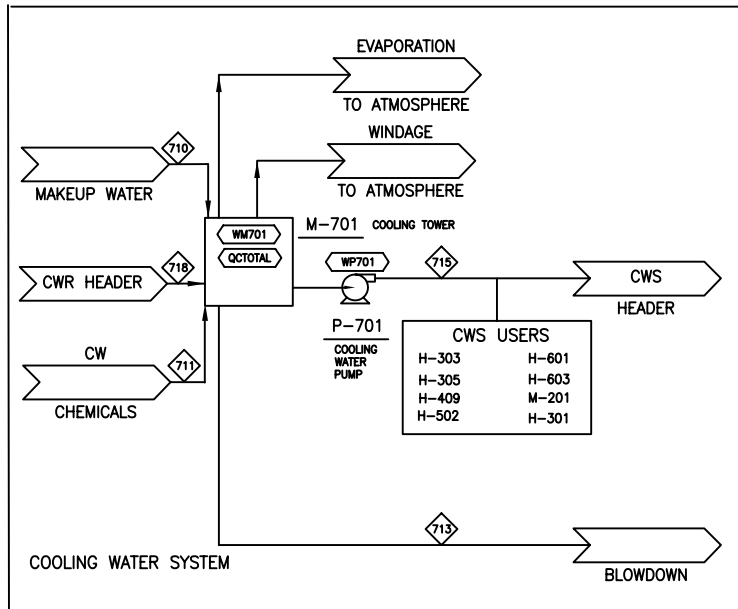 EVAPORATION
TO ATMOSPHERE
WINDAGE
TO ATMOSPHERE
710
MAKEUP WATER
M-701 COOLING TOWER
WM701
QCTOTAL
718
CWR HEADER
WP701
715
CWS
HEADER
P-701
COOLING
WATER
PUMP
CWS USERS
H-303 H-601
H-305 H-603
H-409 M-201
H-502 H-301
CW
711
CHEMICALS
713
COOLING WATER SYSTEM
BLOWDOWN